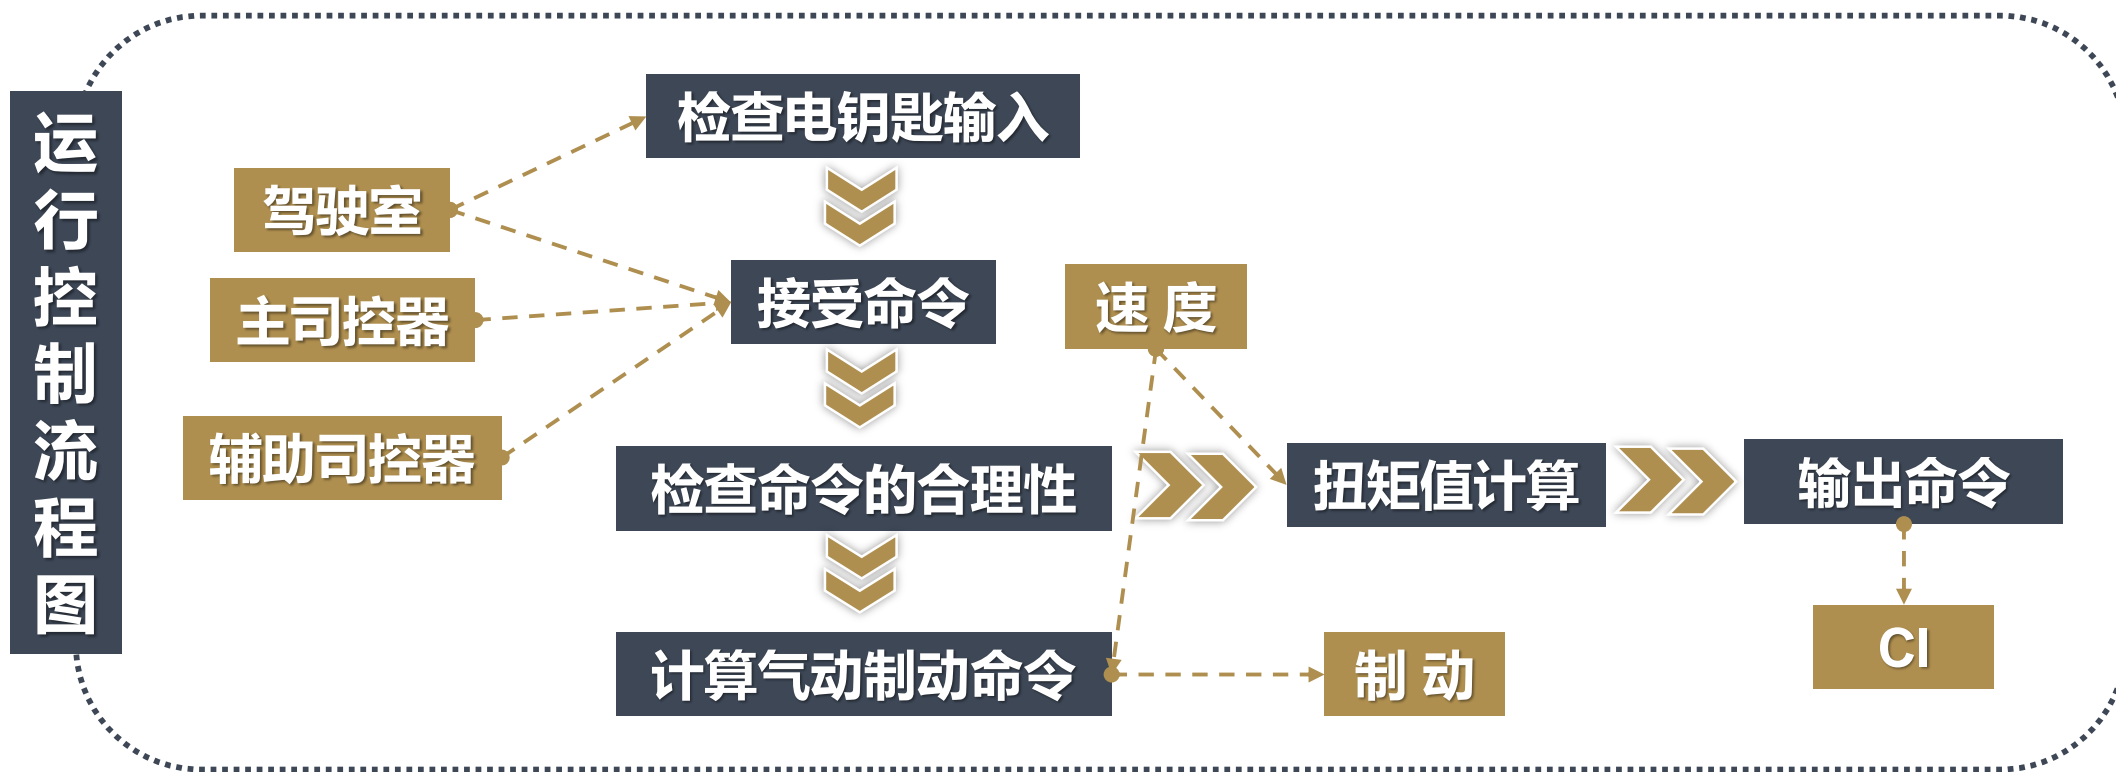 运行控制流程图
检查电钥匙输入
驾驶室
接受命令
速 度
主司控器
辅助司控器
检查命令的合理性
扭矩值计算
输出命令
CI
计算气动制动命令
制 动